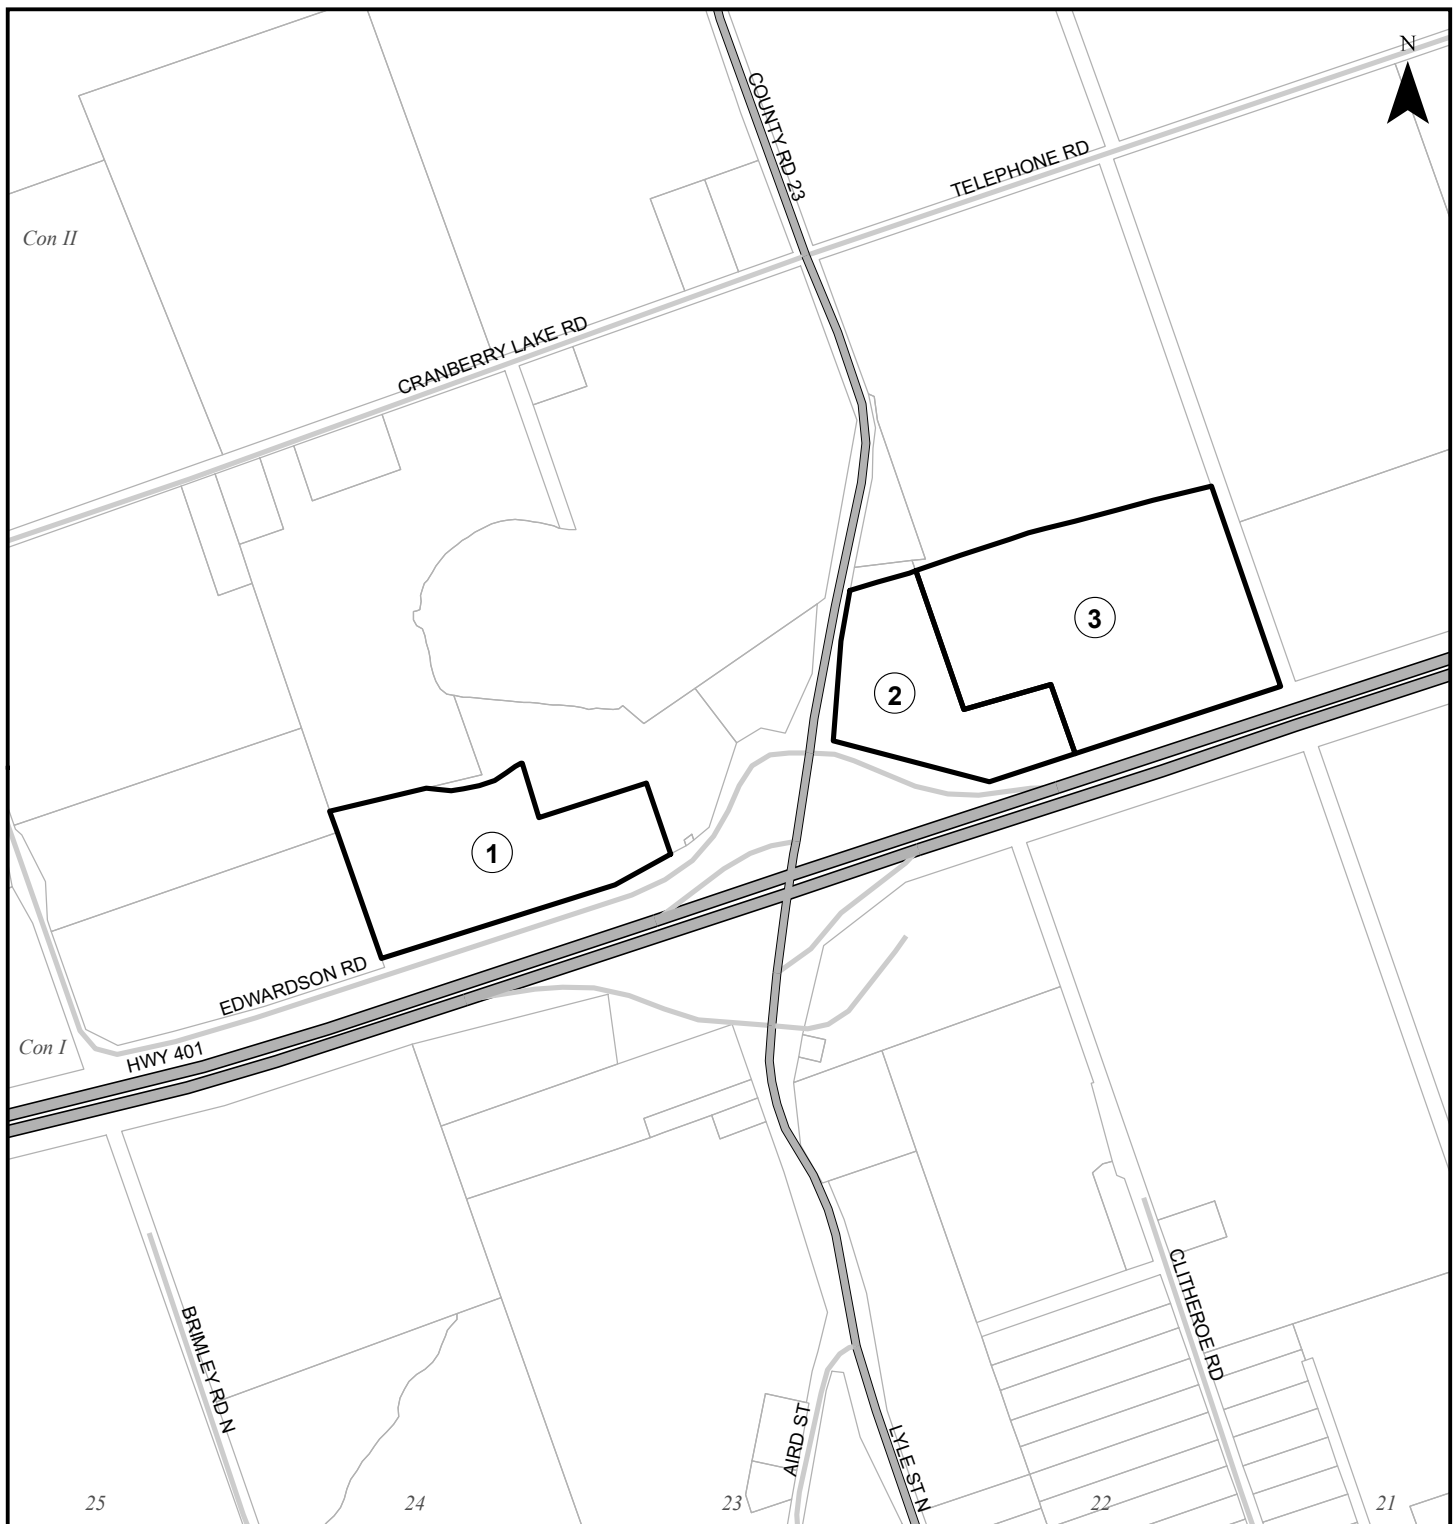 N
COUNTY RD 23
TELEPHONE RD
Con II
CRANBERRY LAKE RD
3
2
1
EDWARDSON RD
Con I
HWY 401
CLITHEROE RD
BRIMLEY RD N
AIRD ST
LYLE ST N
25
24
23
22
21